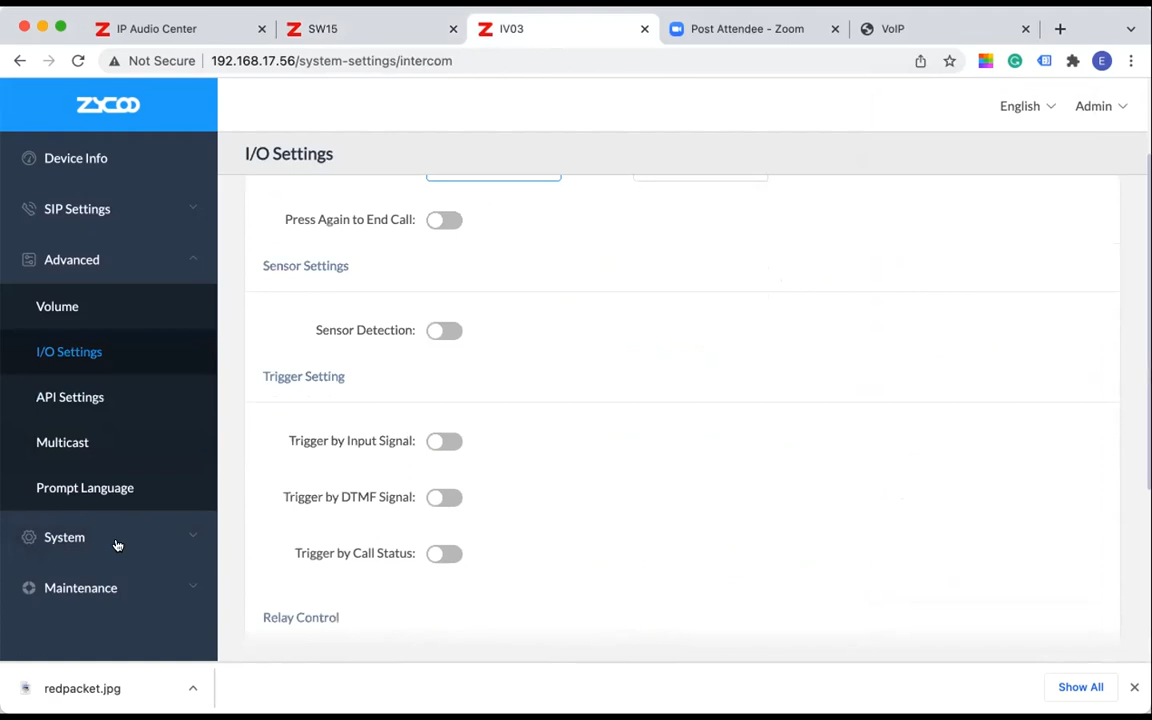 IP Audio Center
SW15
IV03
Post Attendee - Zoom
VoIP
Not Secure
192.168.17.56/system-settings/intercom
E
ZYCOO
English
Admin
Device Info
I/O Settings
SIP Settings
Press Again to End Call:
Advanced
Sensor Settings
Volume
Sensor Detection:
I/O Settings
Trigger Setting
API Settings
Trigger by Input Signal:
Multicast
Prompt Language
Trigger by DTMF Signal:
System
Trigger by Call Status:
Maintenance
Relay Control
redpacket.jpg
Show All